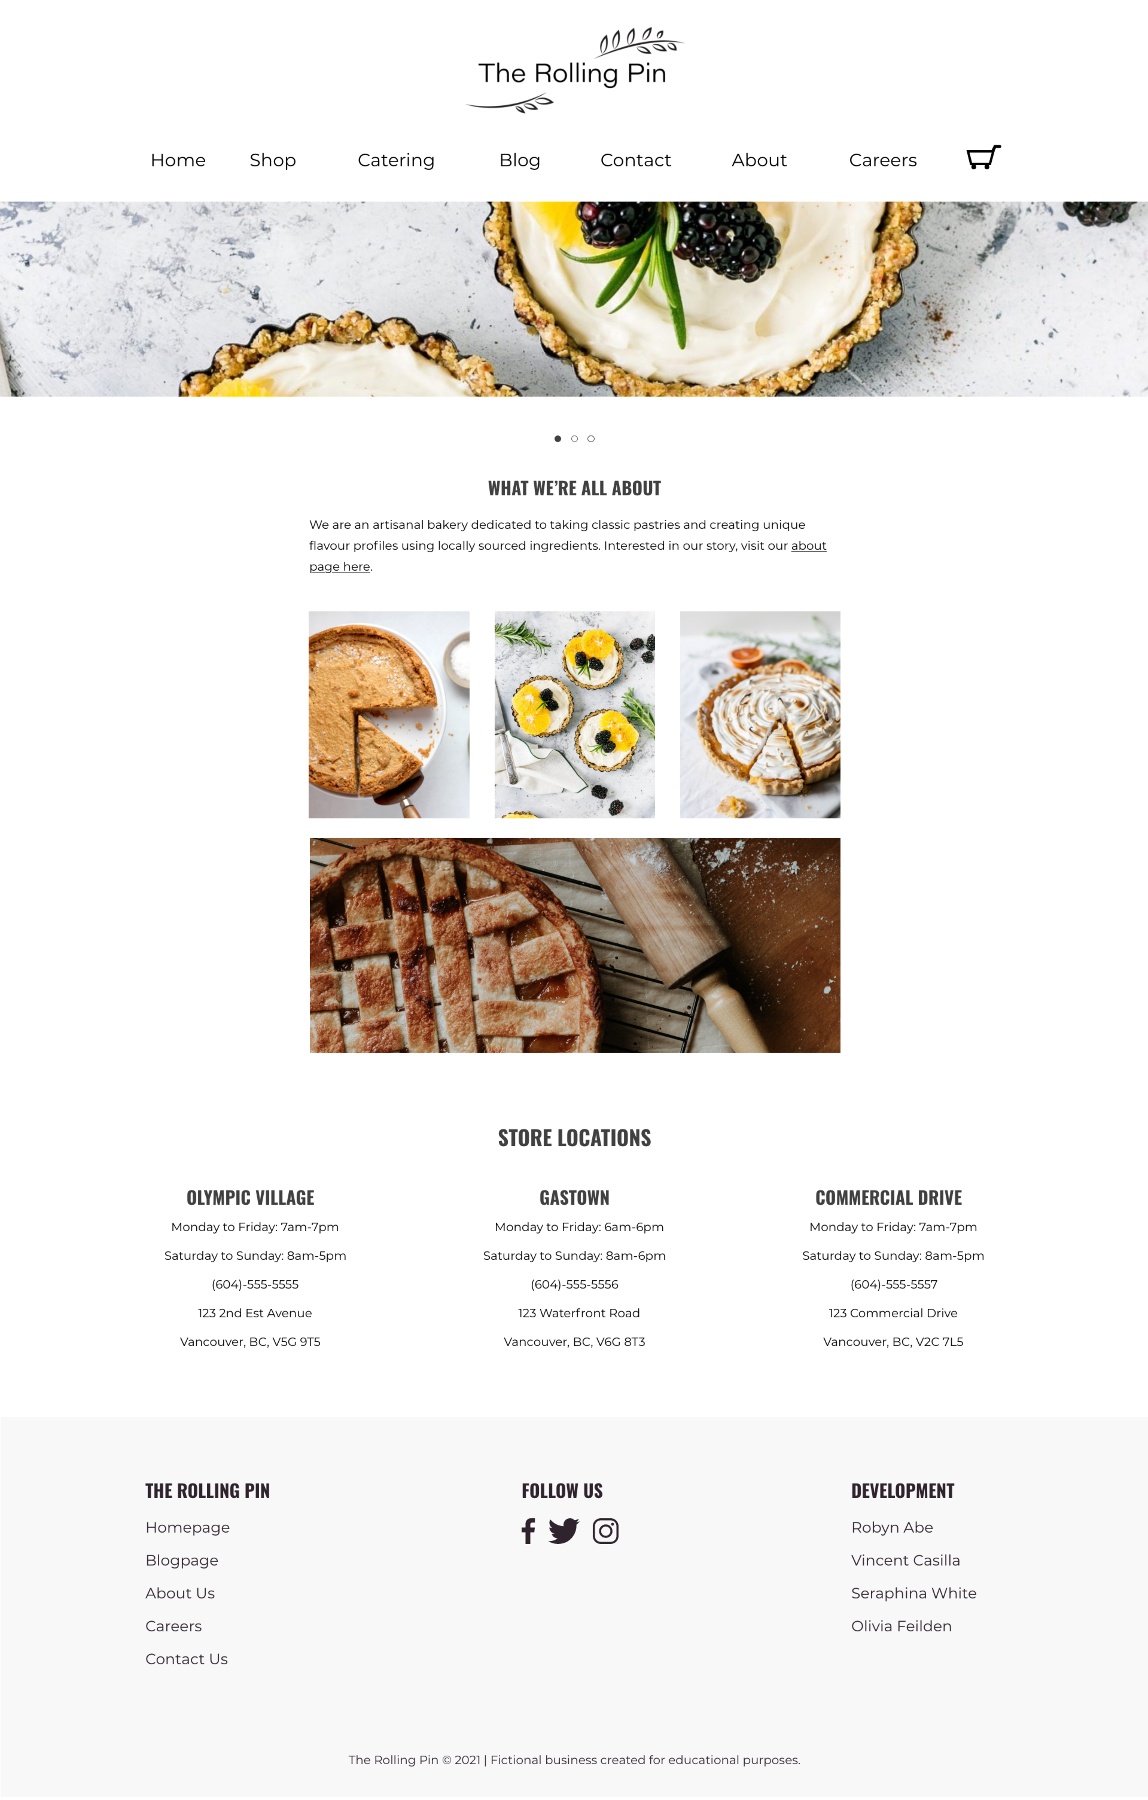 The Rolling Pin
Home Shop Catering Blog Contact About Careers
WHAT WE’RE ALL ABOUT
We are an artisanal bakery dedicated to taking classic pastries and creating unique
flavour profiles using locally sourced ingredients. Interested in our story, visit our about
page here.
STORE LOCATIONS
OLYMPIC VILLAGE
Monday to Friday: 7am-7pm
Saturday to Sunday: 8am-5pm
(604)-555-5555
123 2nd Est Avenue
Vancouver, BC, V5G 9T5
GASTOWN
Monday to Friday: 6am-6pm
Saturday to Sunday: 8am-6pm
(604)-555-5556
123 Waterfront Road
Vancouver, BC, V6G 8T3
COMMERCIAL DRIVE
Monday to Friday: 7am-7pm
Saturday to Sunday: 8am-5pm
(604)-555-5557
123 Commercial Drive
Vancouver, BC, V2C 7L5
THE ROLLING PIN
Homepage
Blogpage
About Us
Careers
Contact Us
FOLLOW US
DEVELOPMENT
Robyn Abe
Vincent Casilla
Seraphina White
Olivia Feilden
The Rolling Pin © 2021 | Fictional business created for educational purposes.